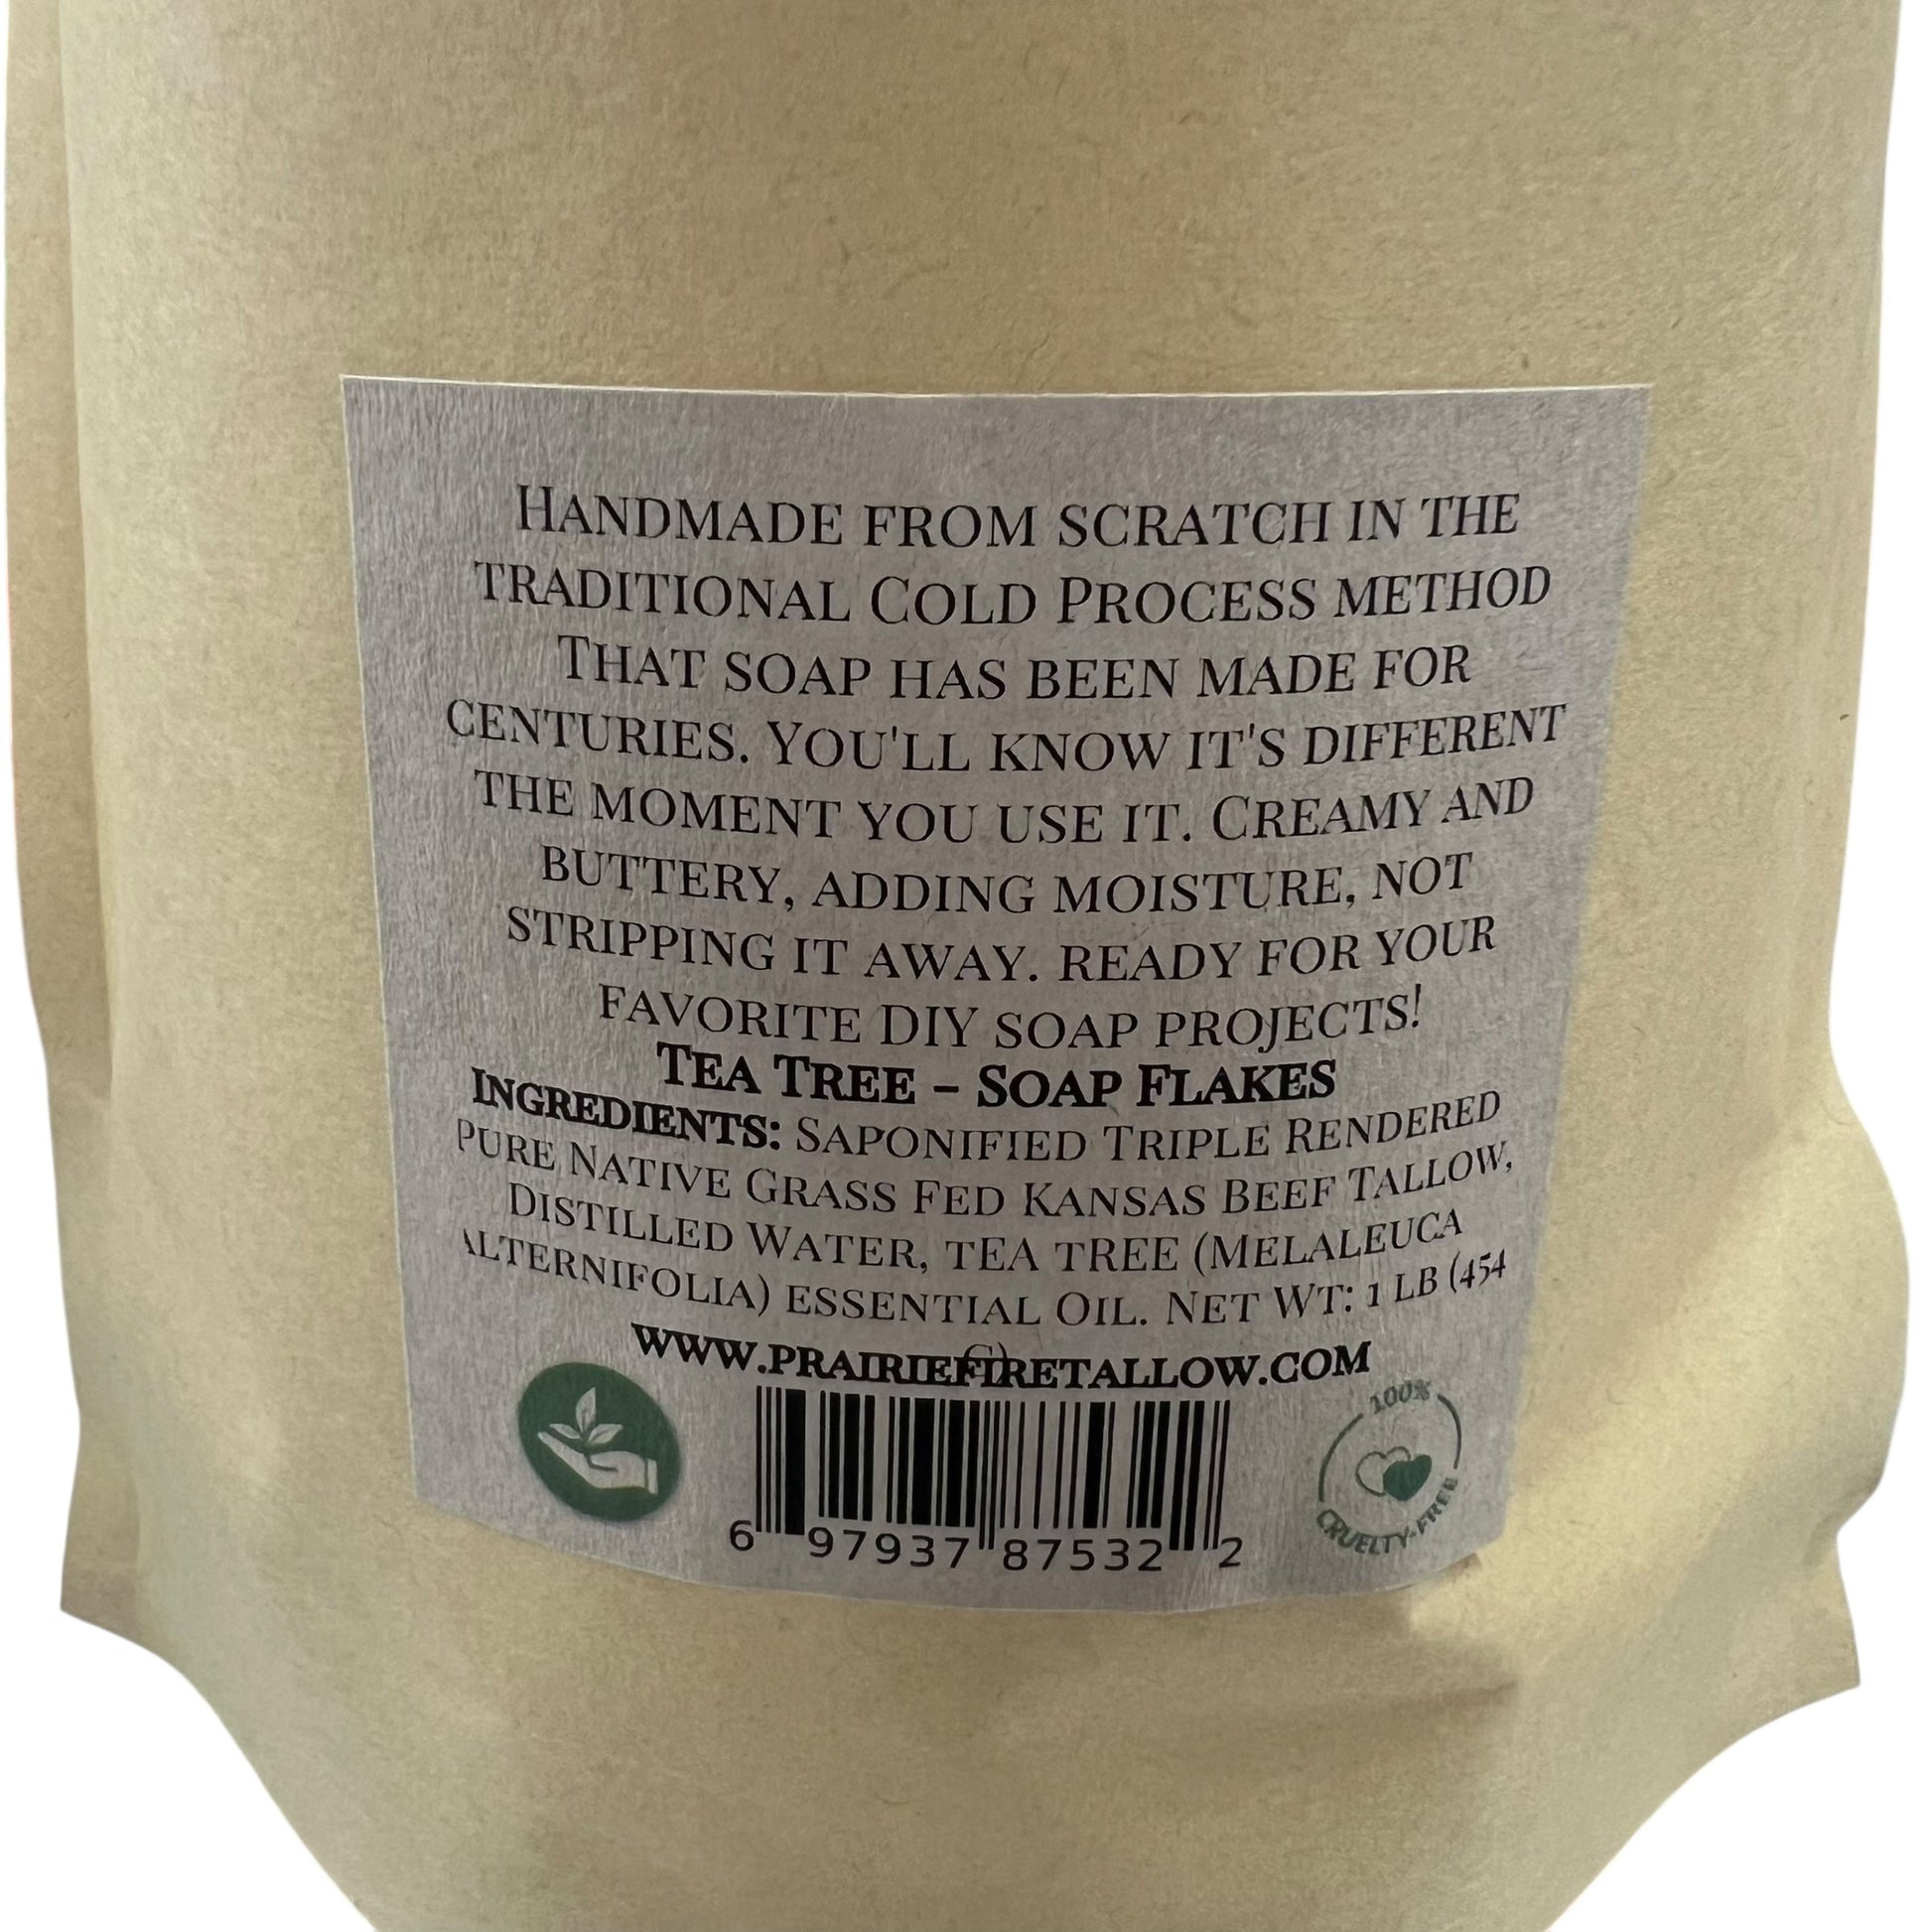 Handmade from scratch in the
traditional Cold Process method
That soap has been made for
centuries. You'll know it's different
the moment you use it. Creamy and
buttery, adding moisture, not
stripping it away. ready for your
favorite DIY soap projects!
Tea Tree – Soap Flakes
Ingredients: Saponified Triple Rendered
Pure Native Grass Fed Kansas Beef Tallow,
Distilled Water, tea tree (Melaleuca
Alternifolia) essential Oil. Net Wt: 1 lb (454
G)
www.prairiefiretallow.com
6 97937 87532 2
100%
CRUELTY-FREE